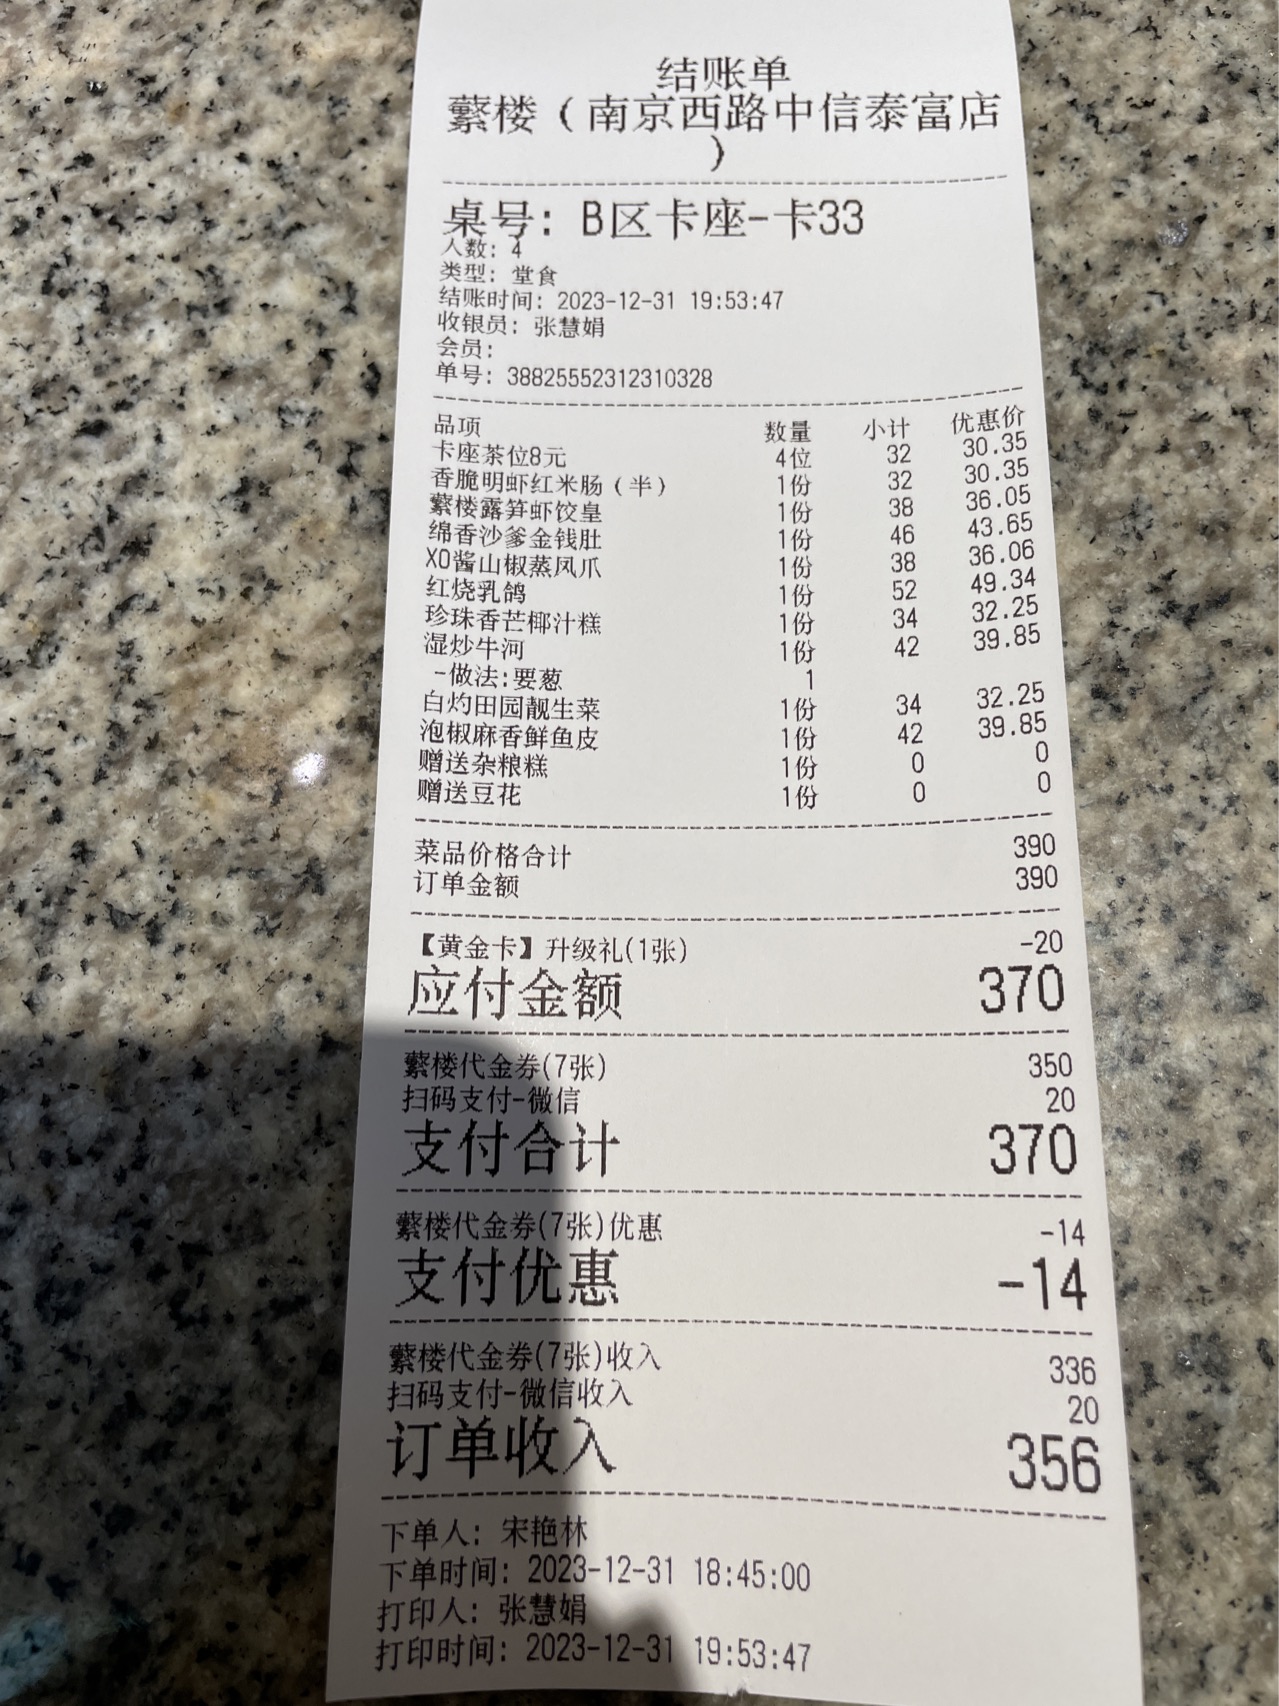 结账单
蘩楼（南京西路中信泰富店
）
桌号: B区卡座-卡33
人数: 4
类型: 堂食
结账时间: 2023-12-31 19:53:47
收银员: 张慧娟
会员:
单号: 38825552312310328
品项 数量 小计 优惠价
卡座茶位8元 4位 32 30.35
香脆明虾红米肠（半） 1份 32 30.35
蘩楼露笋虾饺皇 1份 38 36.05
绵香沙爹金钱肚 1份 46 43.65
XO酱山椒蒸凤爪 1份 38 36.06
红烧乳鸽 1份 52 49.34
珍珠香芒椰汁糕 1份 34 32.25
湿炒牛河 1份 42 39.85
-做法:要葱 1
白灼田园靓生菜 1份 34 32.25
泡椒麻香鲜鱼皮 1份 42 39.85
赠送杂粮糕 1份 0 0
赠送豆花 1份 0 0
菜品价格合计 390
订单金额 390
【黄金卡】升级礼(1张) -20
应付金额 370
蘩楼代金券(7张) 350
扫码支付-微信 20
支付合计 370
蘩楼代金券(7张)优惠 -14
支付优惠 -14
蘩楼代金券(7张)收入 336
扫码支付-微信收入 20
订单收入 356
下单人: 宋艳林
下单时间: 2023-12-31 18:45:00
打印人: 张慧娟
打印时间: 2023-12-31 19:53:47